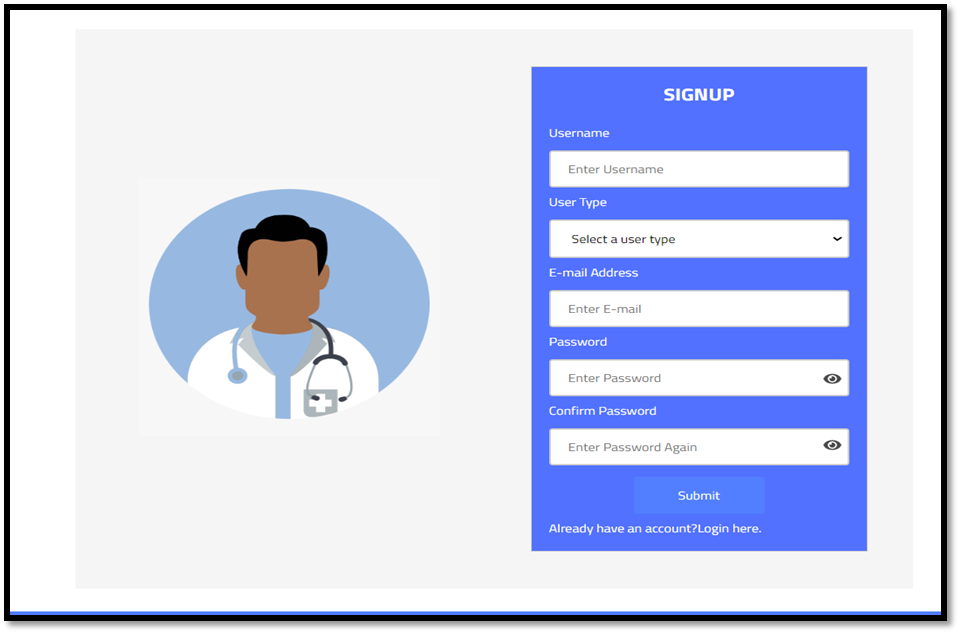 SIGNUP
Username
Enter Username
User Type
Select a user type
E-mail Address
Enter E-mail
Password
Enter Password
Confirm Password
Enter Password Again
Submit
Already have an account?Login here.